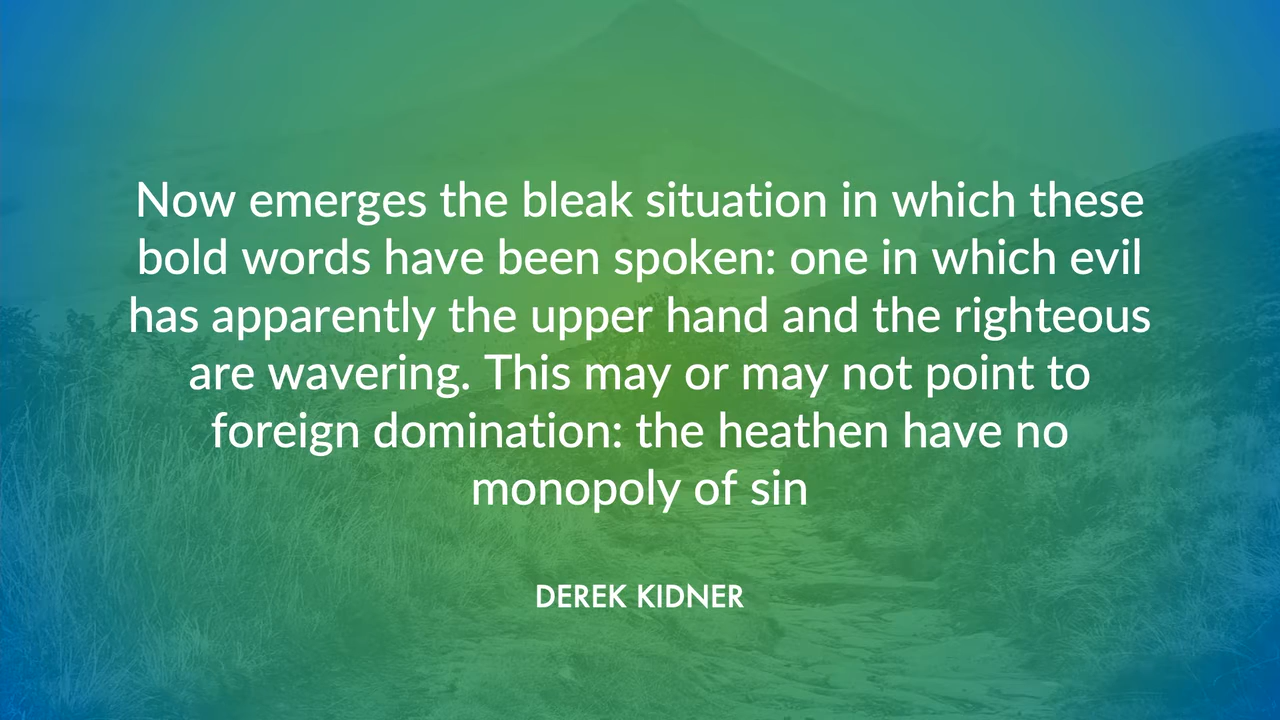 Now emerges the bleak situation in which these
bold words have been spoken: one in which evil
has apparently the upper hand and the righteous
are wavering. This may or may not point to
foreign domination: the heathen have no
monopoly of sin
DEREK KIDNER